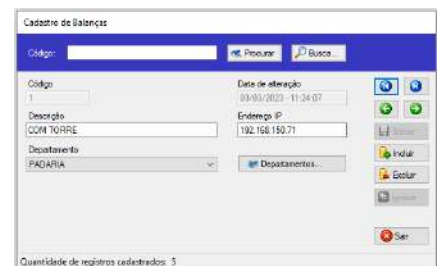 Cadastro de Balanças
Código:
Procurar
Busca...
Código
Data de alteração
1
03/03/2023 - 11:24:07
Descrição
Endereço IP
COM TORRE
192.168.150.71
Departamento
PADARIA
Departamentos...
Salvar
Incluir
Excluir
Ignorar
Sair
Quantidade de registros cadastrados: 5